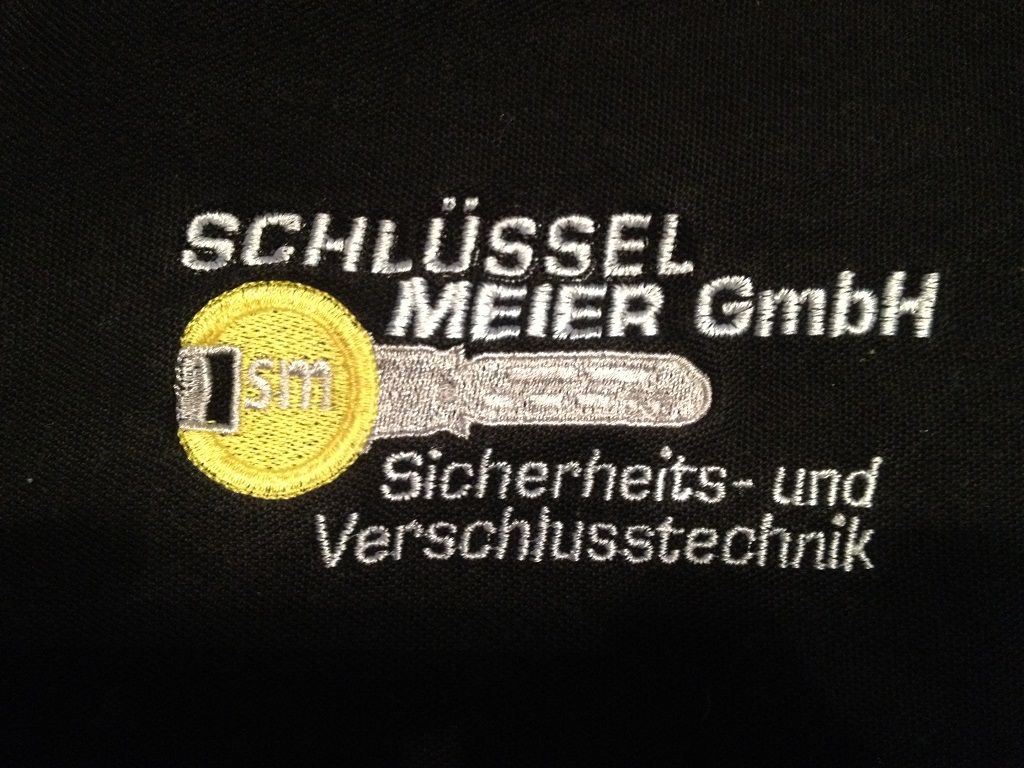 SCHLÜSSEL
MEIER GmbH
sm
Sicherheits- und
Verschlusstechnik